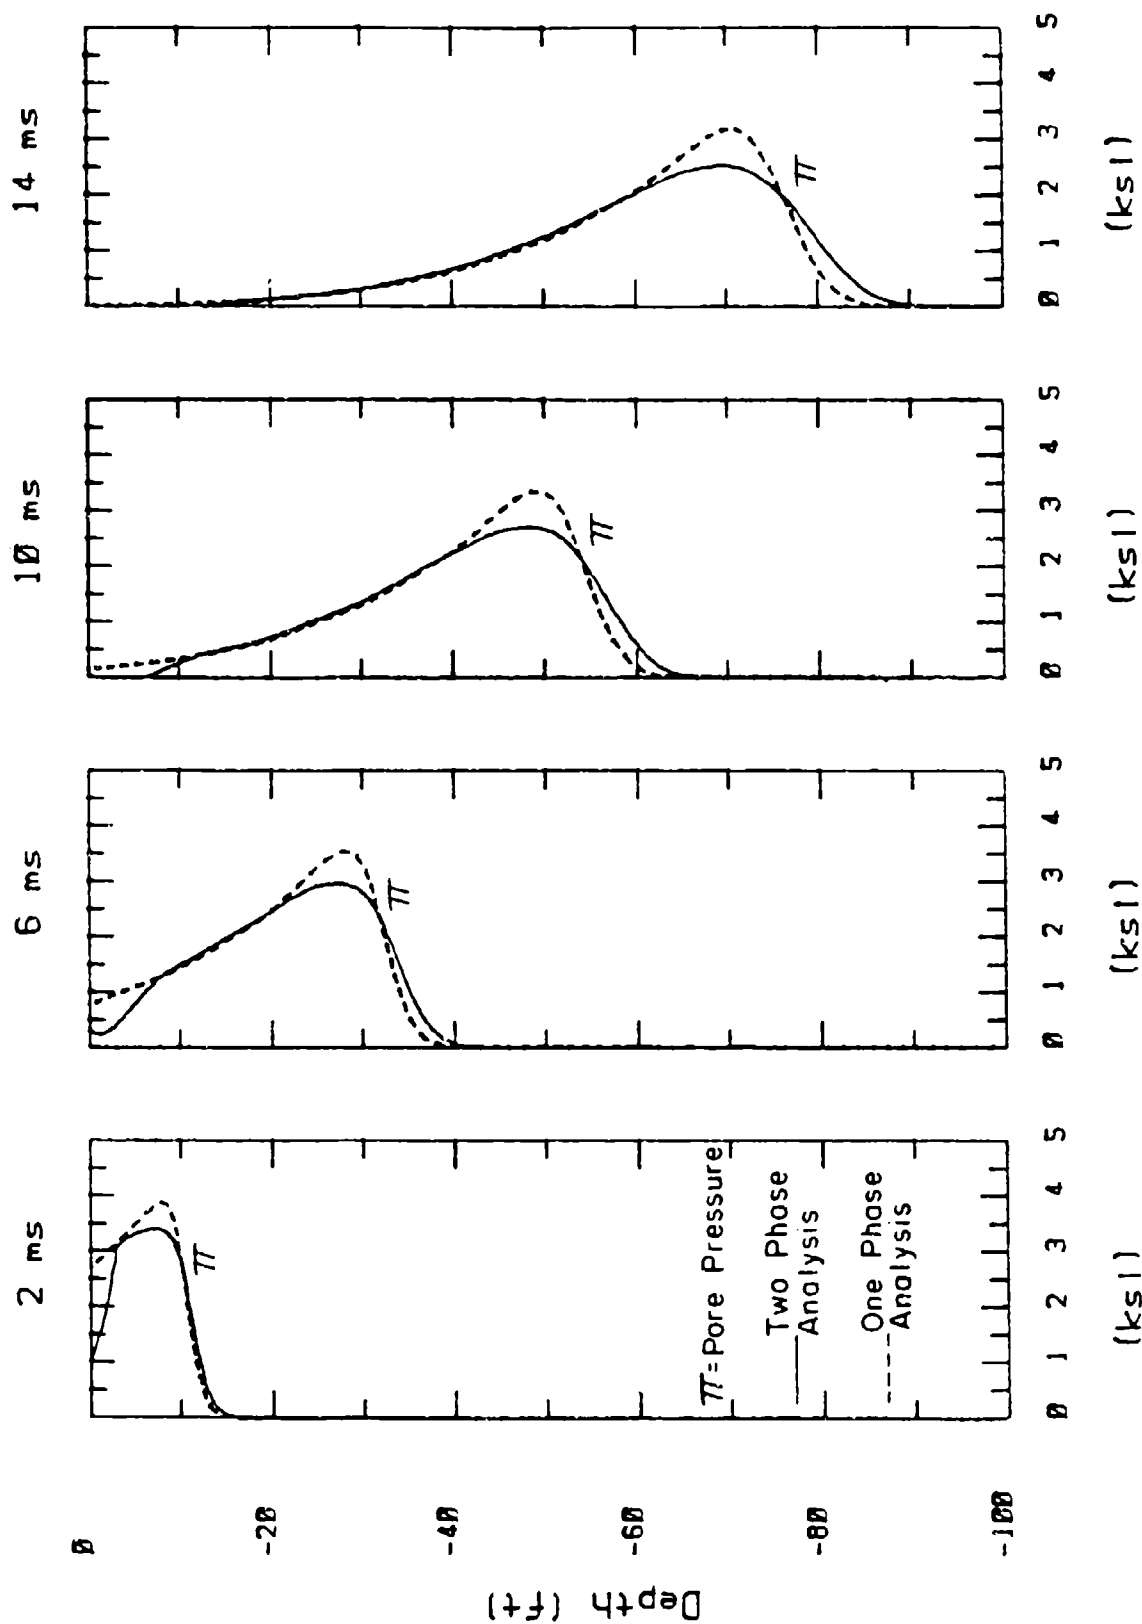 2 ms
6 ms
10 ms
14 ms
Depth (ft)
0
-20
-40
-60
-80
-100
π
π
π
π
π=Pore Pressure
Two Phase
Analysis
One Phase
Analysis
0 1 2 3 4 5
0 1 2 3 4 5
0 1 2 3 4 5
0 1 2 3 4 5
(ksi)
(ksi)
(ksi)
(ksi)